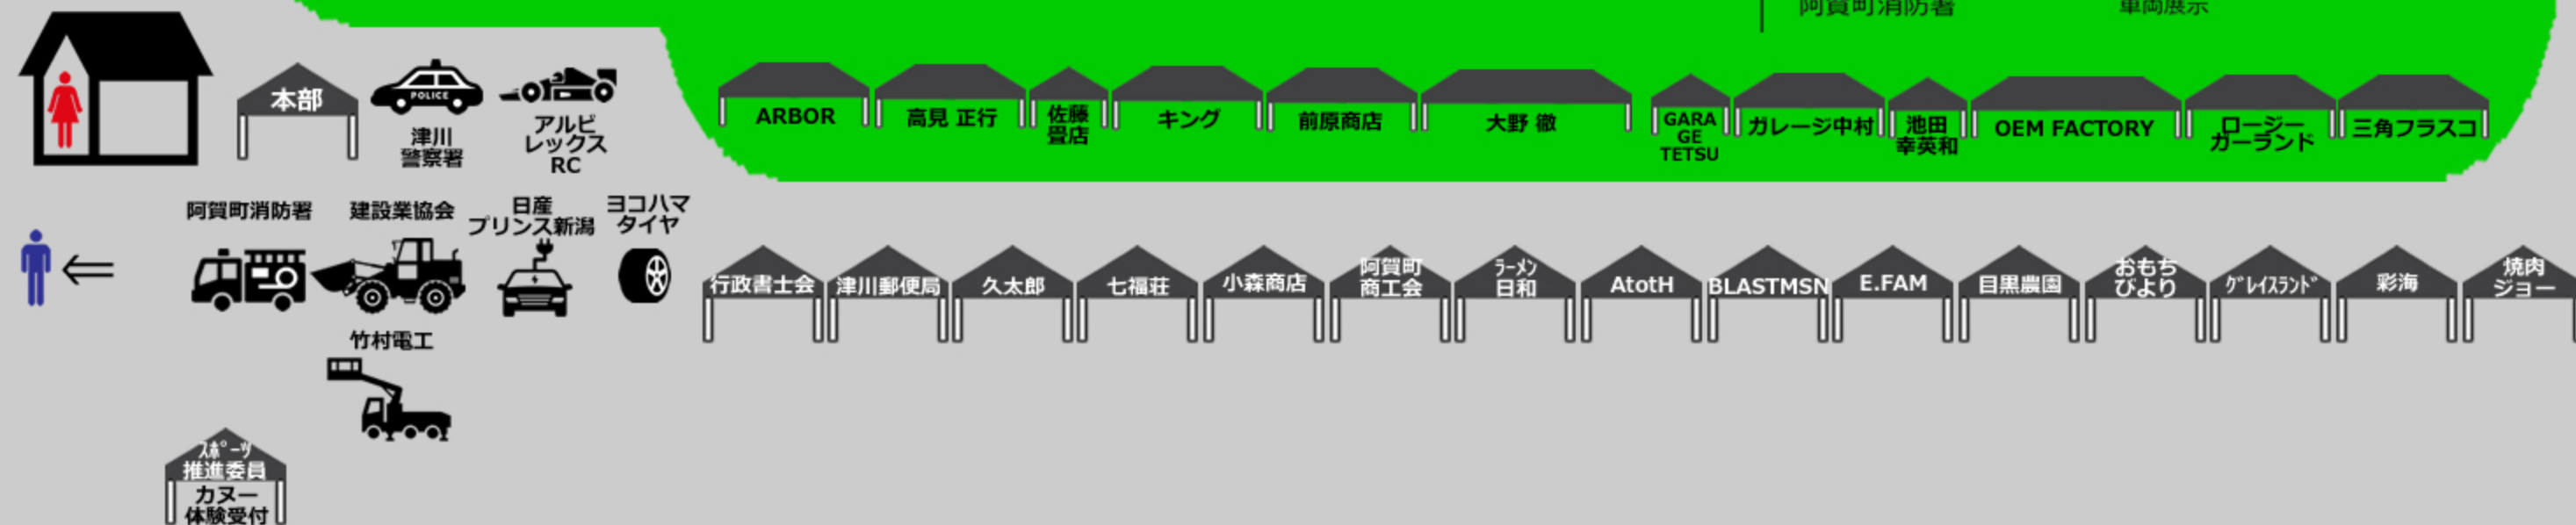 阿賀町消防署
車両展示
本部
POLICE
津川
警察署
アルビ
レックス
RC
ARBOR
高見 正行
佐藤
畳店
キング
前原商店
大野 徹
GARA
GE
TETSU
ガレージ中村
池田
幸英和
OEM FACTORY
ロージー
ガーランド
三角フラスコ
阿賀町消防署
建設業協会
日産
プリンス新潟
ヨコハマ
タイヤ
行政書士会
津川郵便局
久太郎
七福荘
小森商店
阿賀町
商工会
ﾗｰﾒﾝ
日和
AtotH
BLASTMSN
E.FAM
目黒農園
おもち
びより
ｸﾞﾚｲｽﾗﾝﾄﾞ
彩海
焼肉
ジョー
竹村電工
ｽﾎﾟｰﾂ
推進委員
カヌー
体験受付